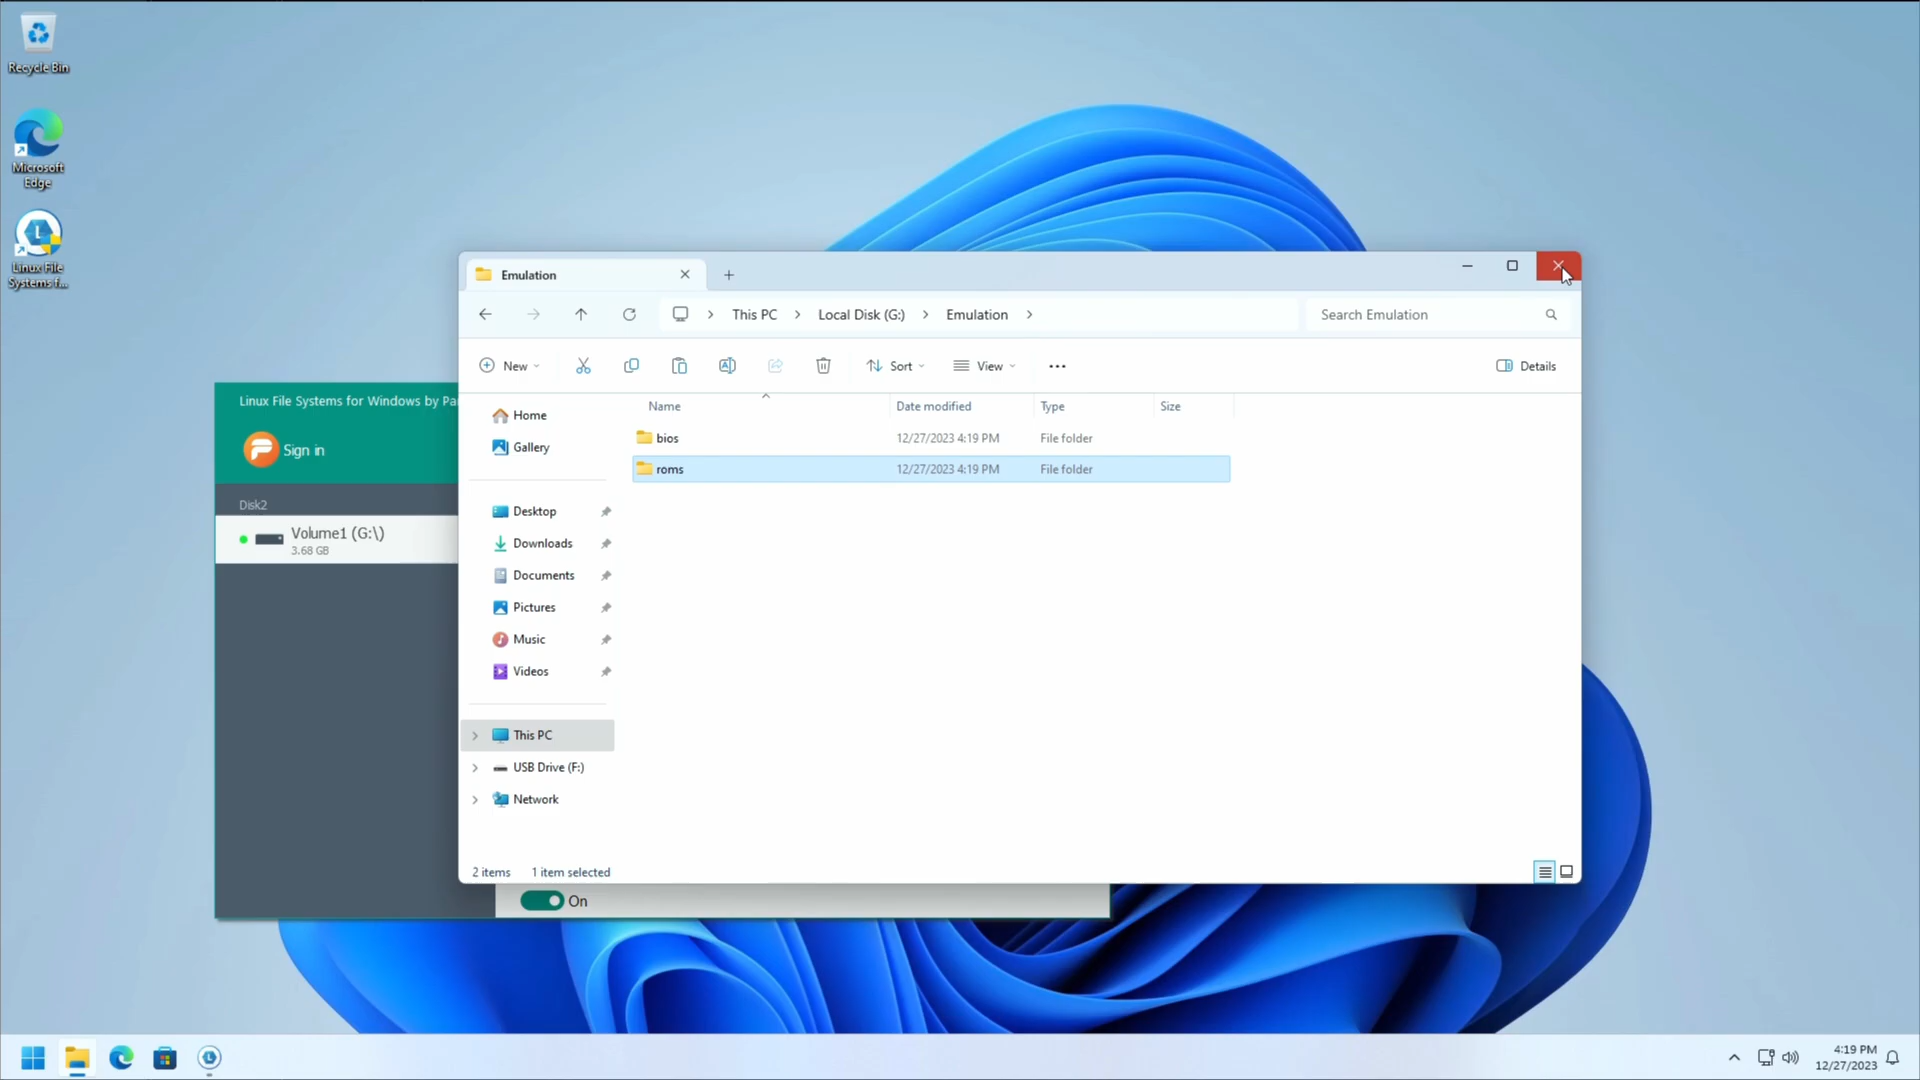 Recycle Bin
Microsoft
Edge
Linux File
Systems f...
Emulation
This PC
Local Disk (G:)
Emulation
Search Emulation
New
Sort
View
Details
Linux File Systems for Windows by Pa
Sign in
Disk2
Volume1 (G:\)
3.68 GB
Home
Gallery
Desktop
Downloads
Documents
Pictures
Music
Videos
This PC
USB Drive (F:)
Network
Name Date modified Type Size
bios 12/27/2023 4:19 PM File folder
roms 12/27/2023 4:19 PM File folder
2 items 1 item selected
On
4:19 PM
12/27/2023